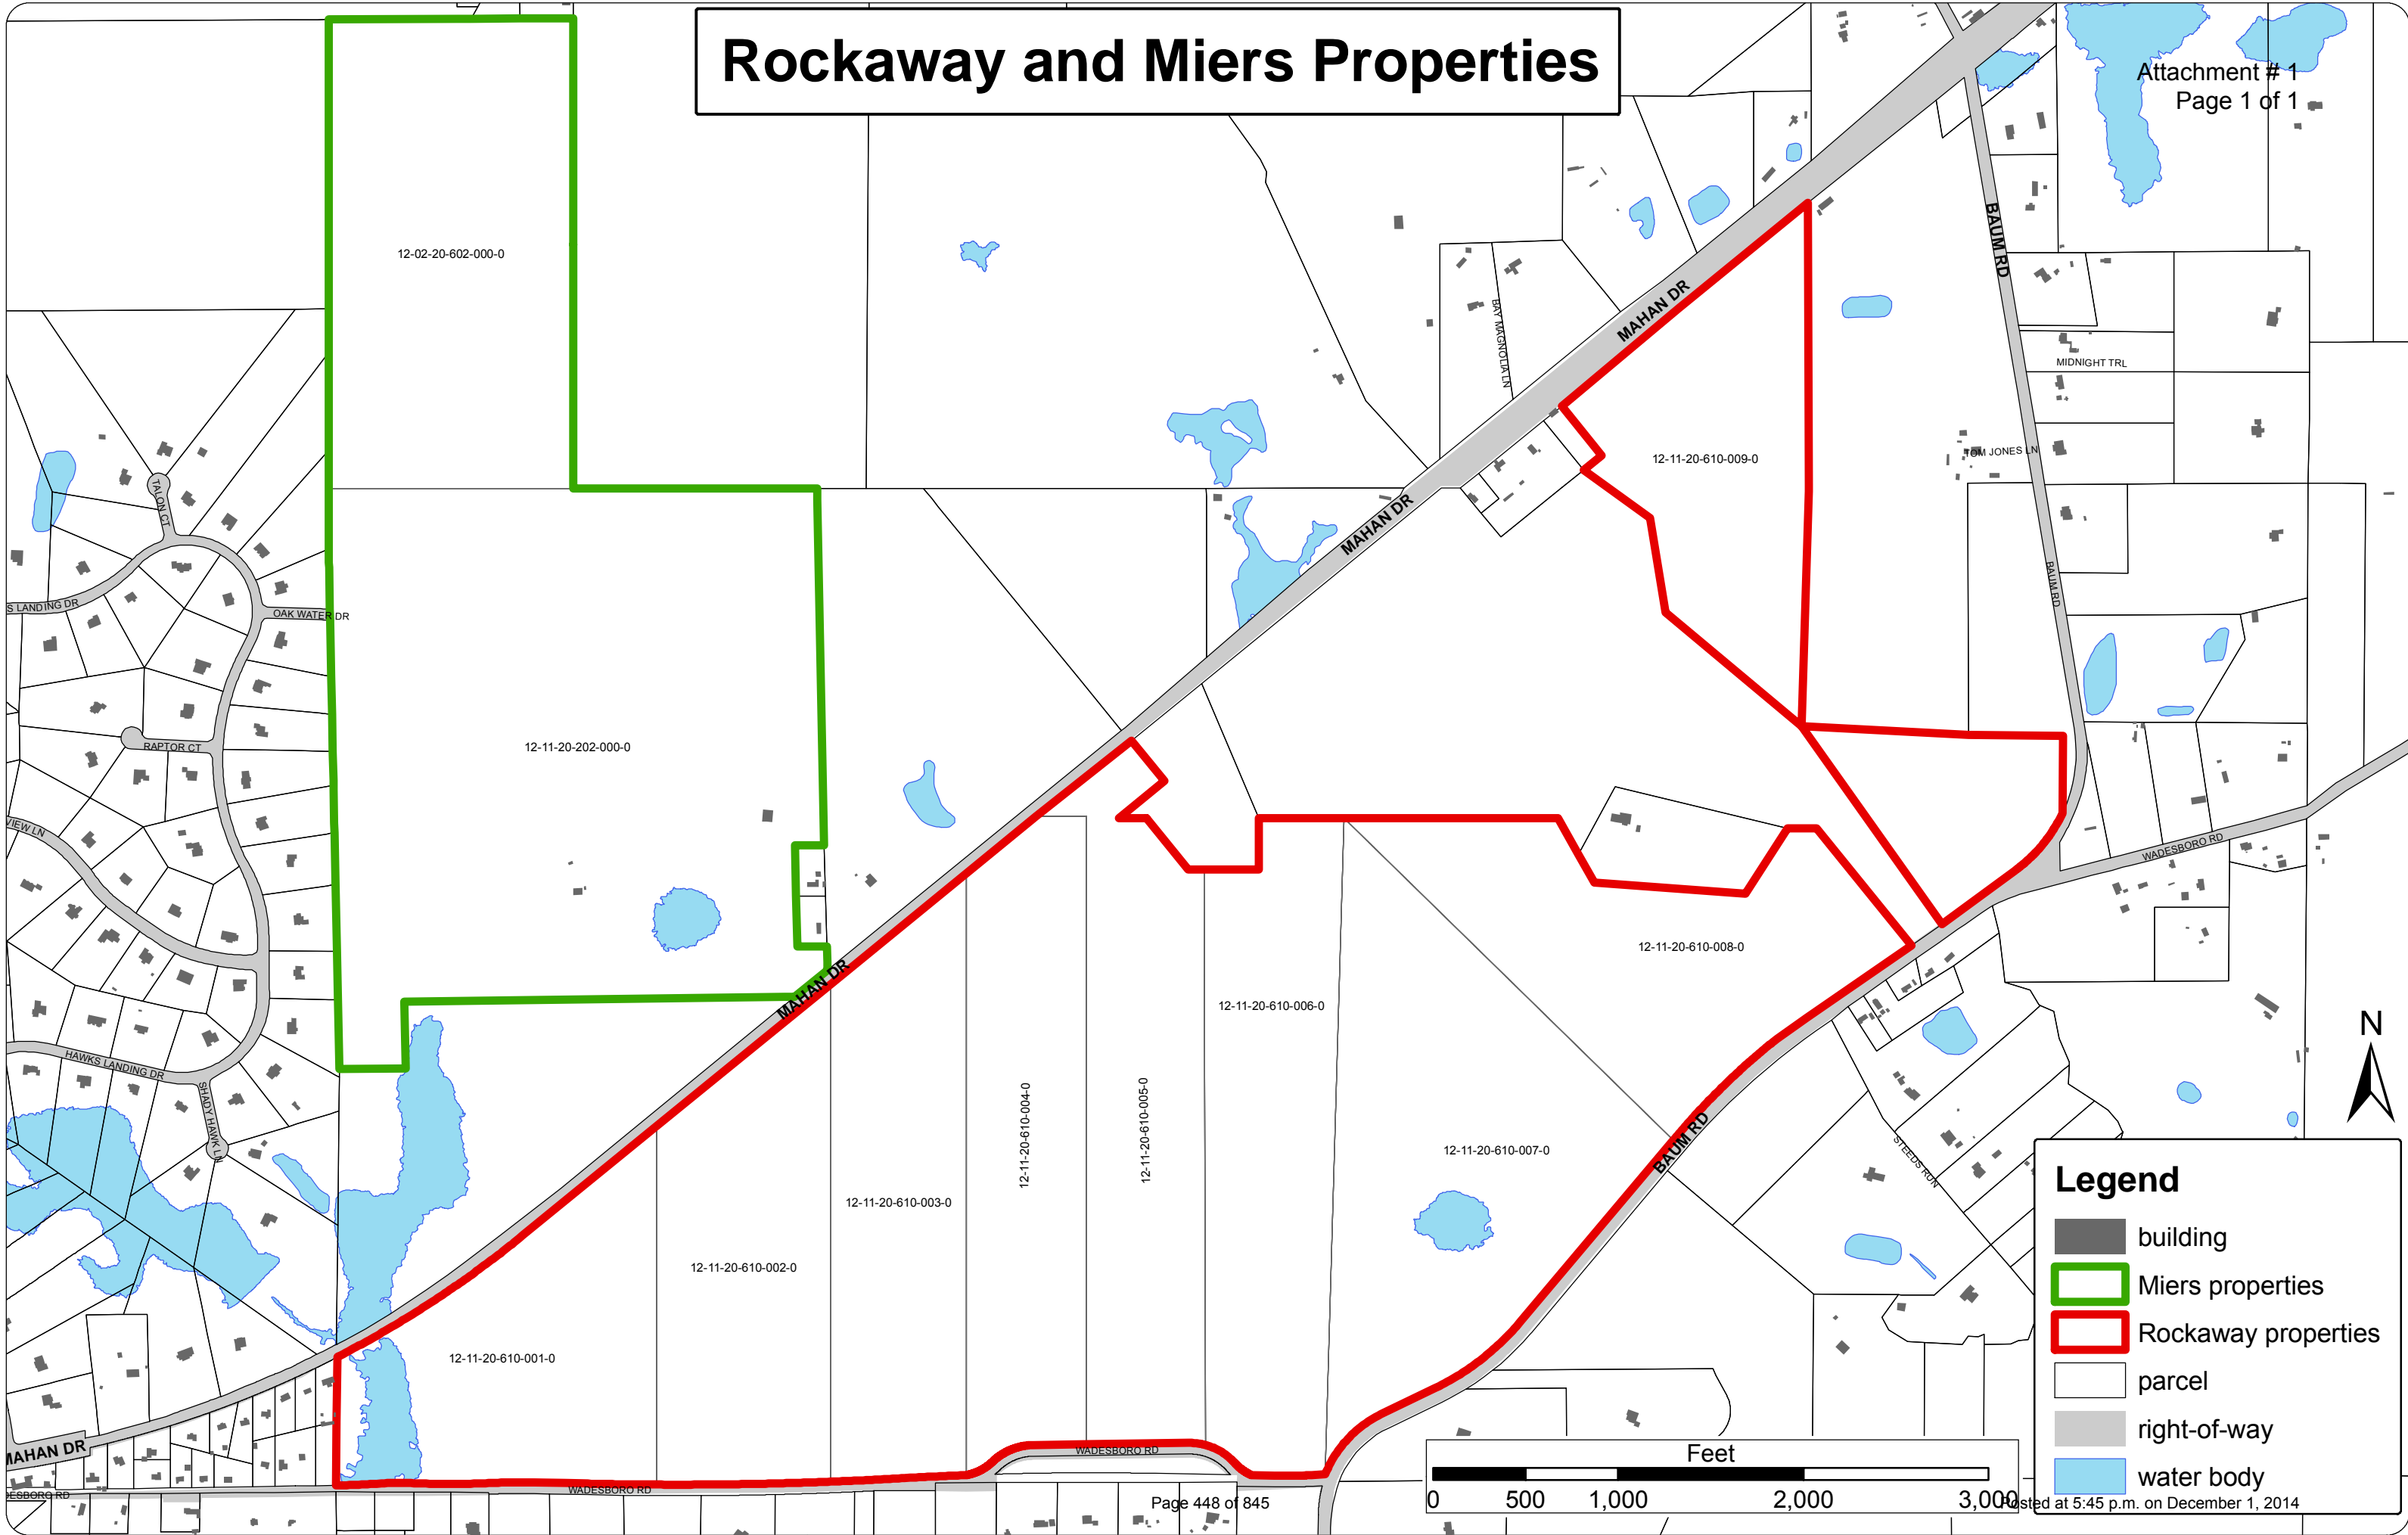 Rockaway and Miers Properties
Attachment # 1
Page 1 of 1
12-02-20-602-000-0
BAUM RD
MAHAN DR
BAY MAGNOLIA LN
MIDNIGHT TRL
12-11-20-610-009-0
TOM JONES LN
TALON CT
MAHAN DR
BAUM RD
S LANDING DR
OAK WATER DR
RAPTOR CT
12-11-20-202-000-0
VIEW LN
WADESBORO RD
12-11-20-610-008-0
MAHAN DR
12-11-20-610-006-0
HAWKS LANDING DR
SHADY HAWK LN
12-11-20-610-004-0
12-11-20-610-005-0
12-11-20-610-007-0
BAUM RD
STEEDS RUN
12-11-20-610-003-0
12-11-20-610-002-0
12-11-20-610-001-0
MAHAN DR
WADESBORO RD
WADESBORO RD
DESBORO RD
N
Legend
building
Miers properties
Rockaway properties
parcel
right-of-way
water body
Feet
0 500 1,000 2,000 3,000
Page 448 of 845
Posted at 5:45 p.m. on December 1, 2014